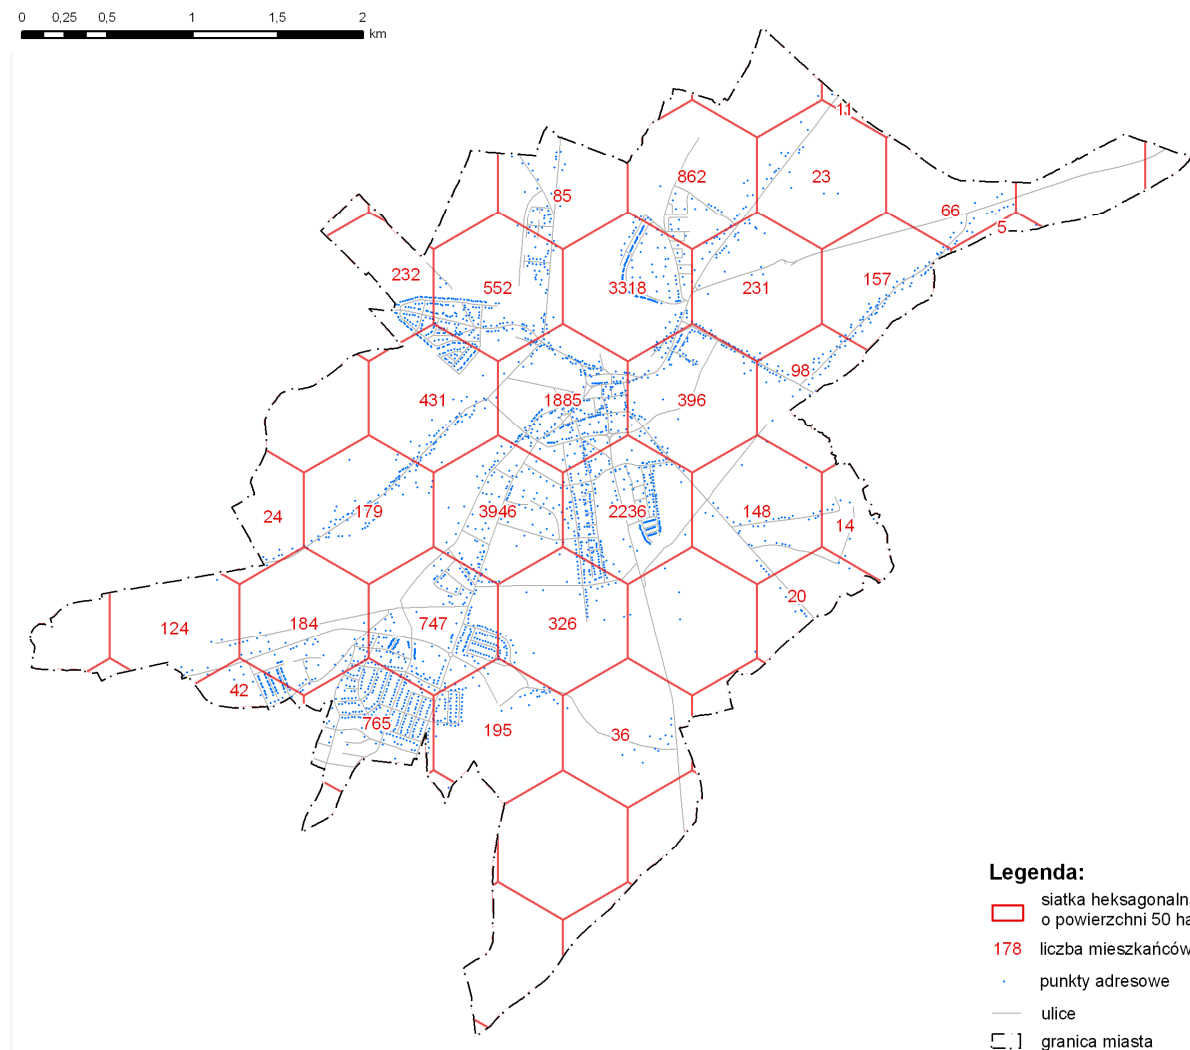 0 0,25 0,5 1 1,5 2
km
11
862 23
85
66
5
232 552 3318 231 157
98
431 1885 396
24 179 3946 2236 148 14
20
124 184 747 326
42
765 195 36
Legenda:
siatka heksagonaln
o powierzchni 50 ha
178 liczba mieszkańców
punkty adresowe
ulice
granica miasta